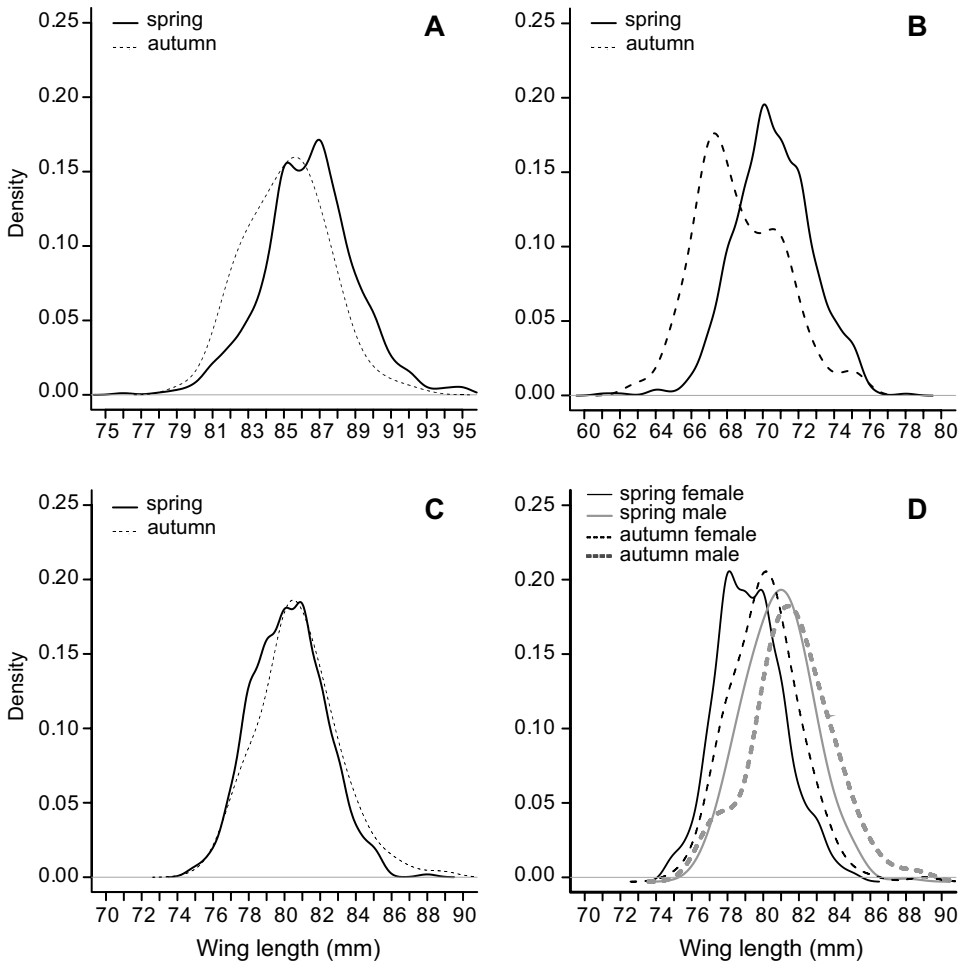 0.25
0.20
0.15
0.10
0.05
0.00
Density
spring
autumn
A
75 77 79 81 83 85 87 89 91 93 95
0.25
0.20
0.15
0.10
0.05
0.00
spring
autumn
B
60 62 64 66 68 70 72 74 76 78 80
0.25
0.20
0.15
0.10
0.05
0.00
Density
spring
autumn
C
70 72 74 76 78 80 82 84 86 88 90
Wing length (mm)
0.25
0.20
0.15
0.10
0.05
0.00
spring female
spring male
autumn female
autumn male
D
70 72 74 76 78 80 82 84 86 88 90
Wing length (mm)